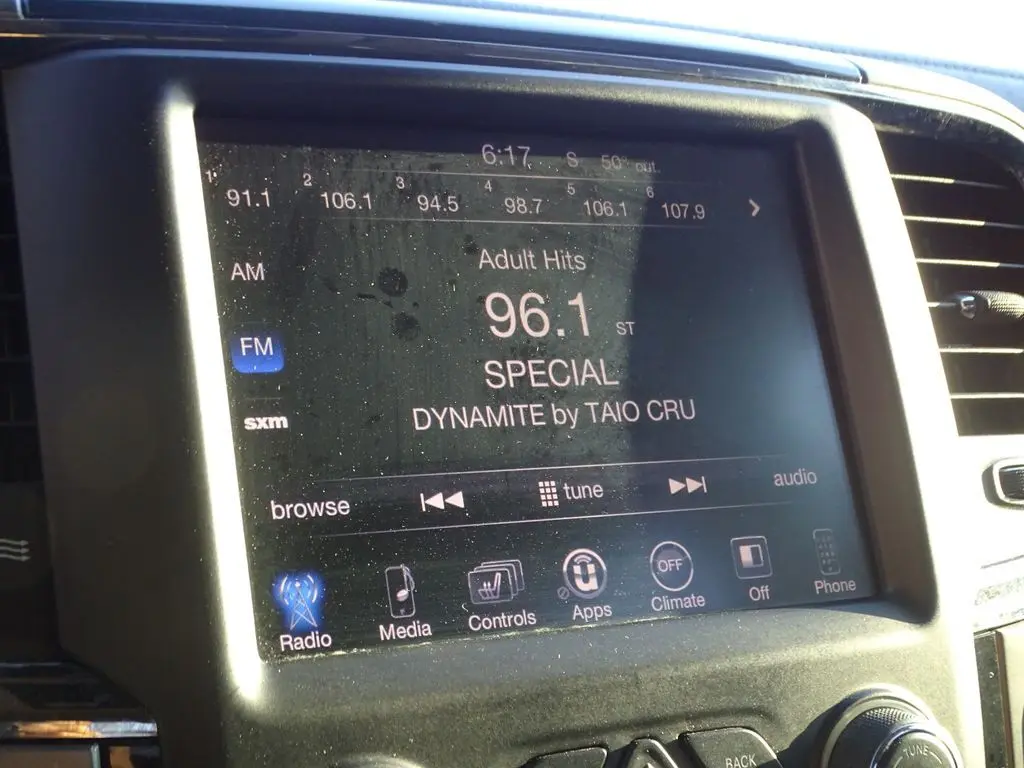 6:17 S 50° out.
1 2 3 4 5 6
91.1 106.1 94.5 98.7 106.1 107.9
Adult Hits
AM
96.1 ST
FM
SPECIAL
sxm
DYNAMITE by TAIO CRU
browse tune audio
OFF
Radio Media Controls Apps Climate Off Phone
BACK
TUNE